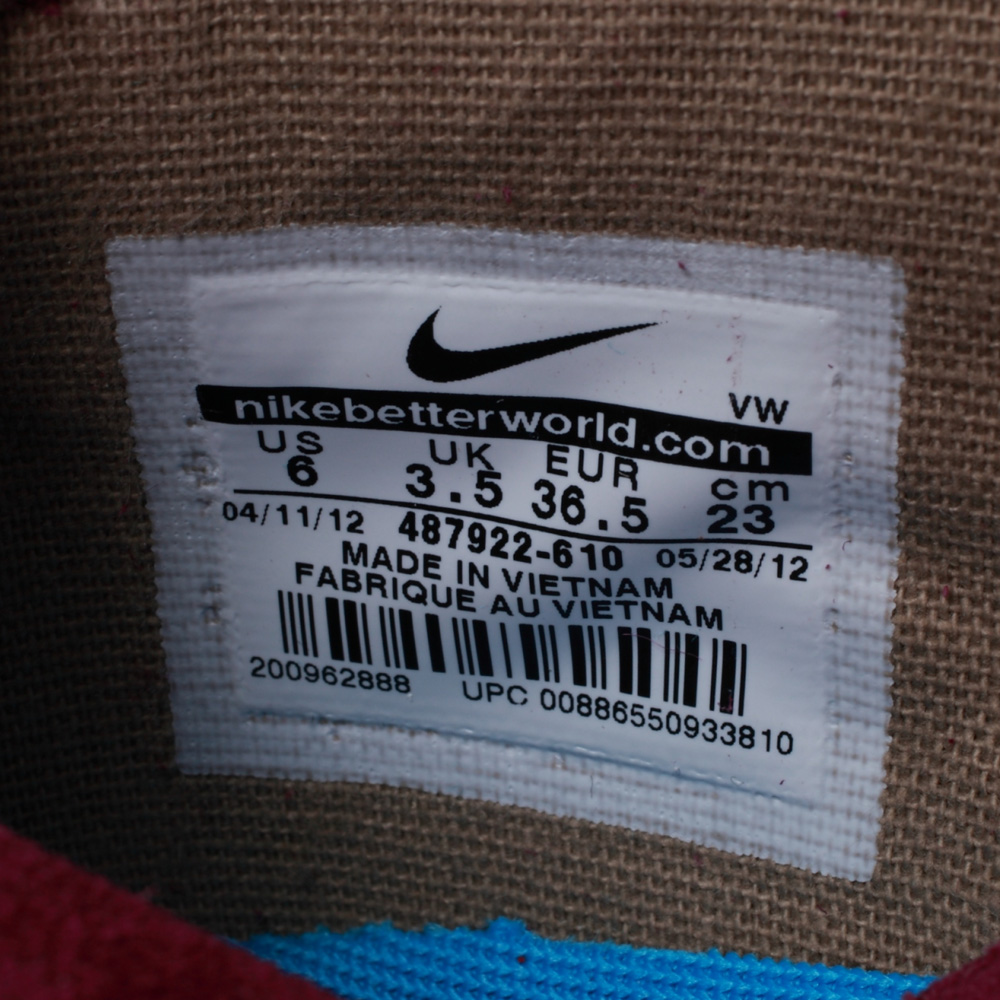 VW
nikebetterworld.com
US UK EUR cm
6 3.5 36.5 23
04/11/12 487922-610 05/28/12
MADE IN VIETNAM
FABRIQUE AU VIETNAM
200962888 UPC 00886550933810